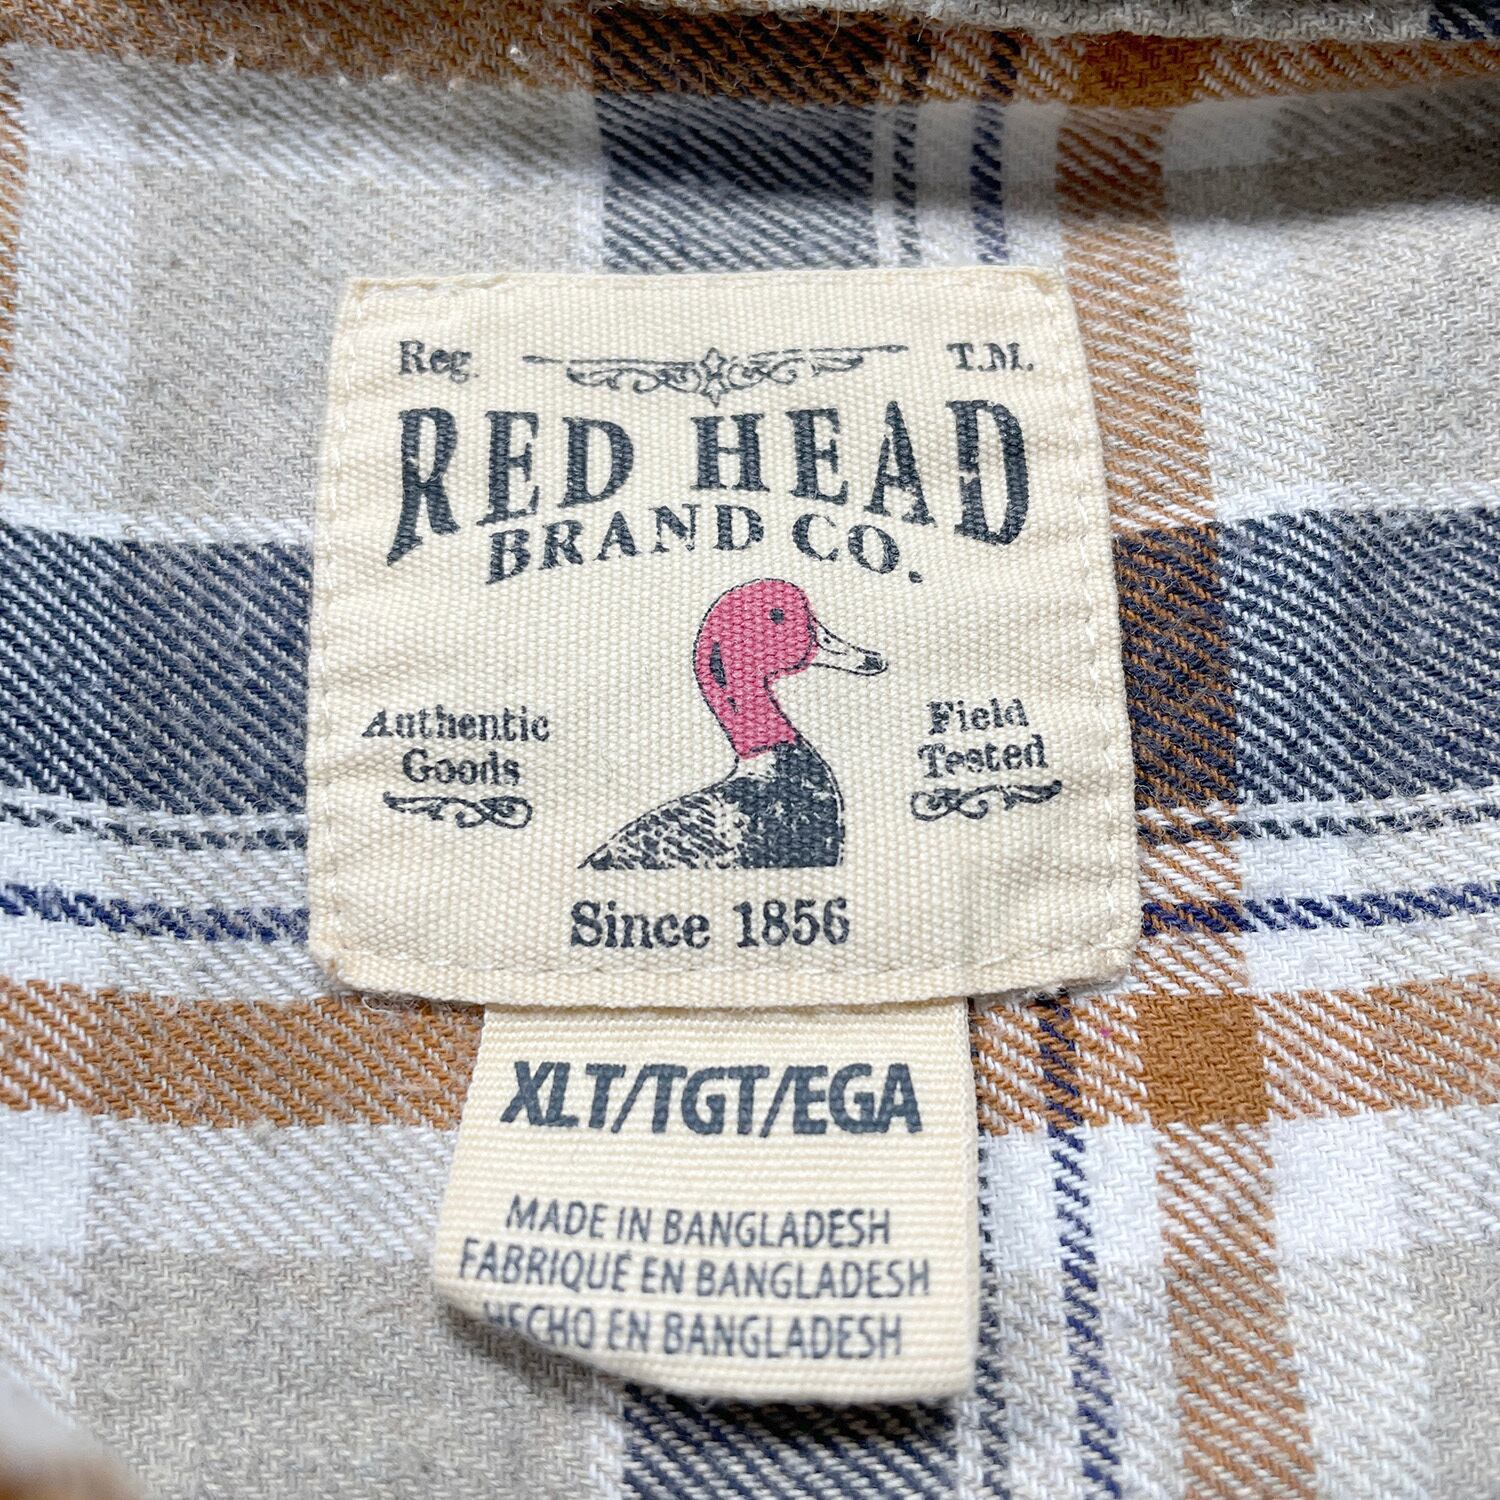 Reg. T.M.
RED HEAD
BRAND CO.
Authentic
Goods
Field
Tested
Since 1856
XLT/TGT/EGA
MADE IN BANGLADESH
FABRIQUÉ EN BANGLADESH
HECHO EN BANGLADESH